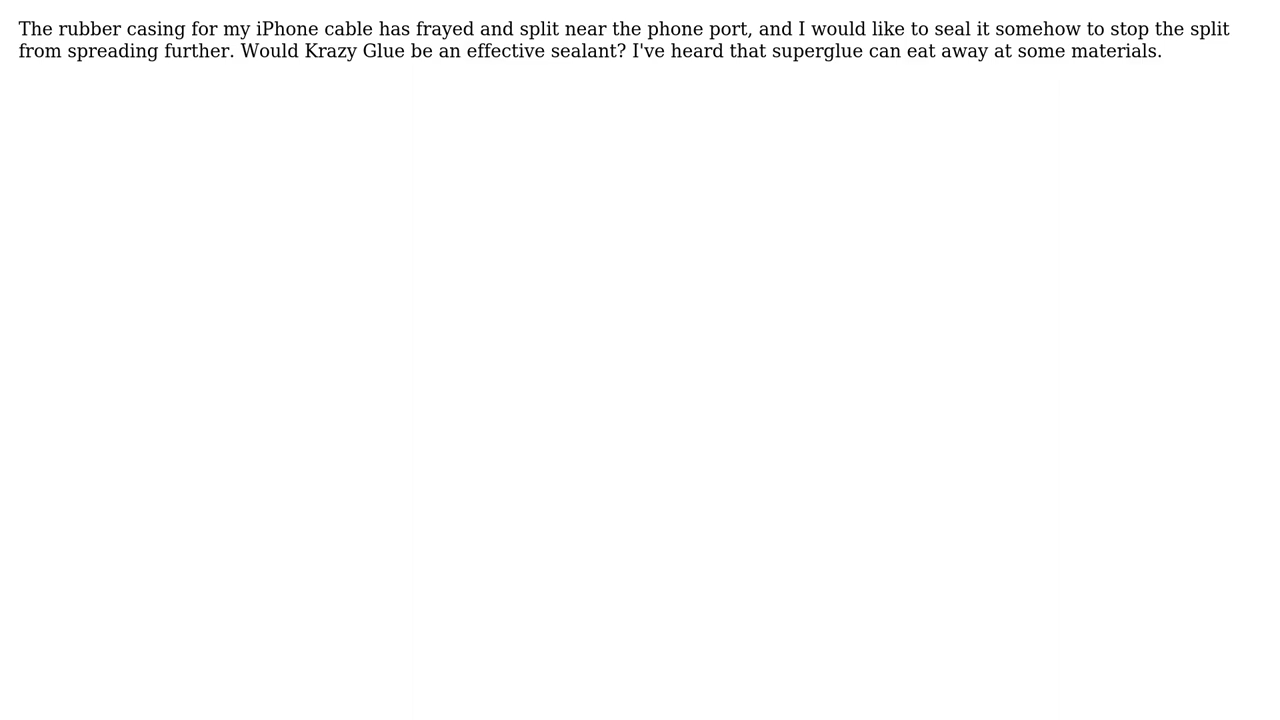 The rubber casing for my iPhone cable has frayed and split near the phone port, and I would like to seal it somehow to stop the split
from spreading further. Would Krazy Glue be an effective sealant? I've heard that superglue can eat away at some materials.